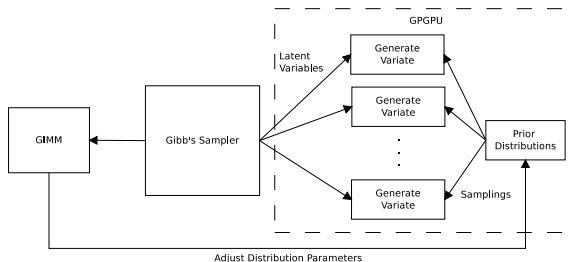 GPGPU
Latent
Variables
Generate
Variate
Generate
Variate
GIMM
Gibb's Sampler
.
.
.
Prior
Distributions
Generate
Variate
Samplings
Adjust Distribution Parameters